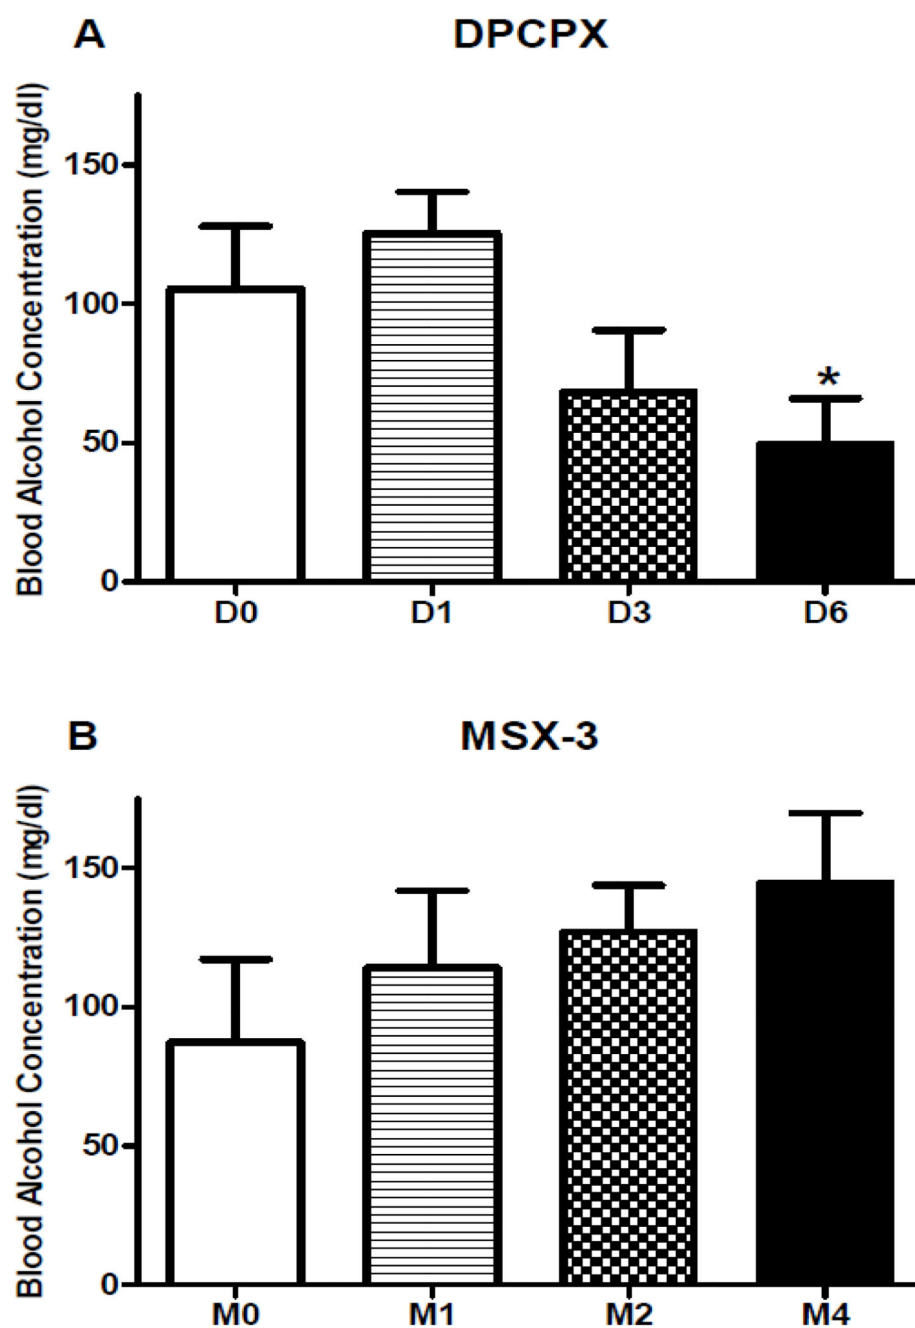 A
DPCPX
Blood Alcohol Concentration (mg/dl)
150
100
50
0
*
D0 D1 D3 D6
B
MSX-3
Blood Alcohol Concentration (mg/dl)
150
100
50
0
M0 M1 M2 M4